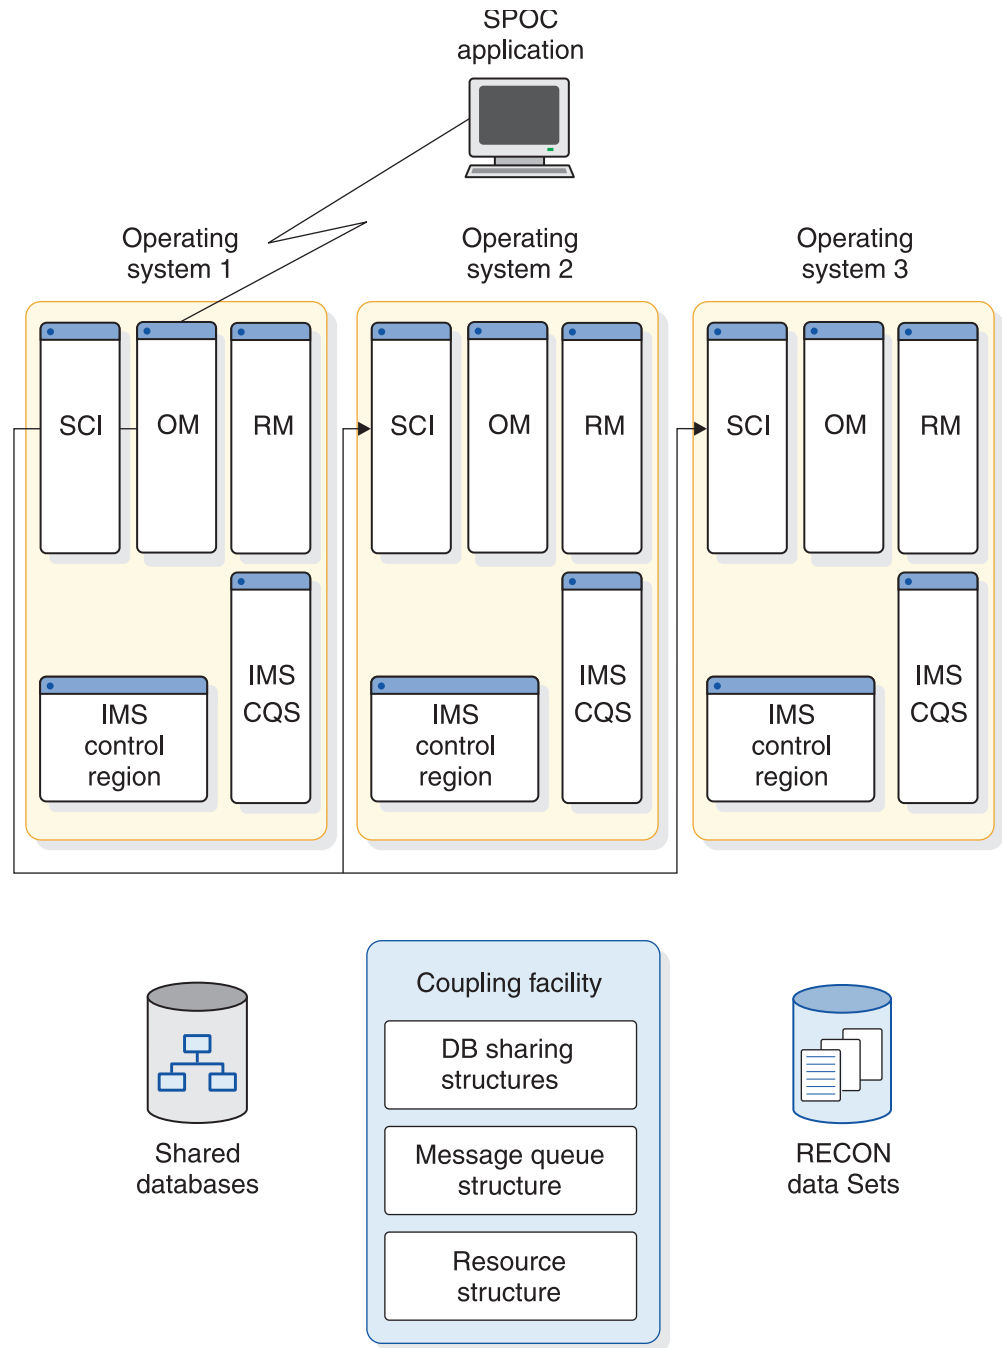 SPOC
application
Operating
system 1
Operating
system 2
Operating
system 3
SCI
OM
RM
SCI
OM
RM
SCI
OM
RM
IMS
CQS
IMS
control
region
IMS
CQS
IMS
control
region
IMS
CQS
IMS
control
region
Coupling facility
DB sharing
structures
Message queue
structure
Resource
structure
Shared
databases
RECON
data Sets